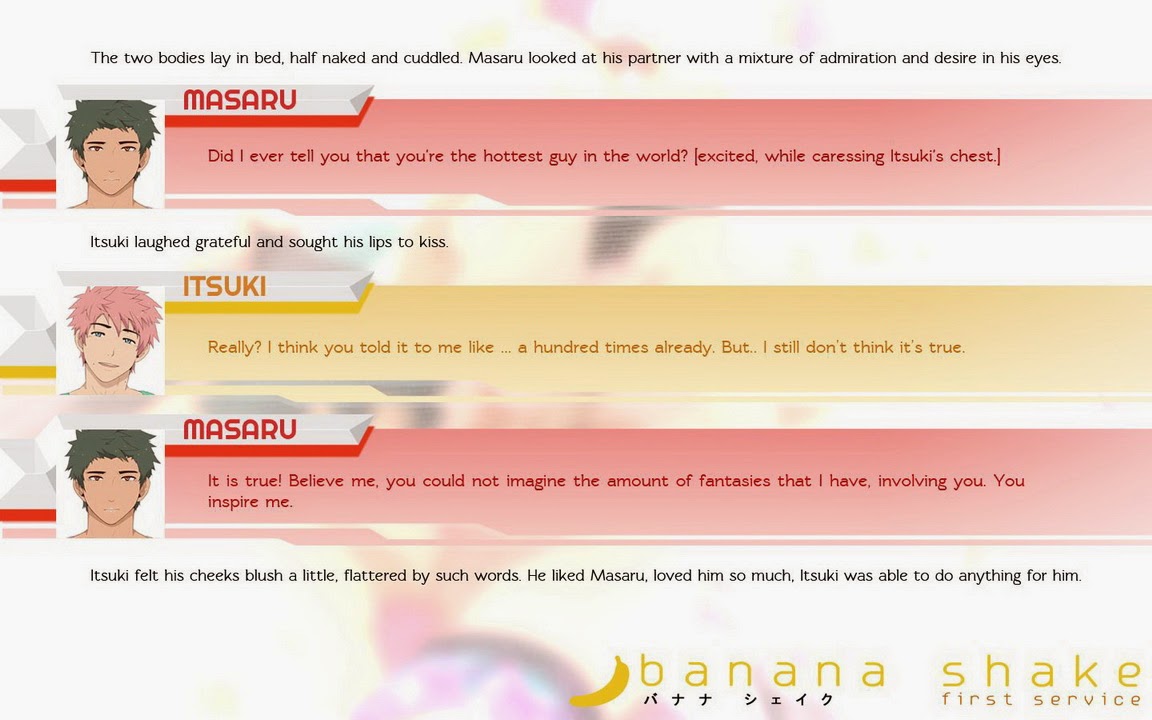 The two bodies lay in bed, half naked and cuddled. Masaru looked at his partner with a mixture of admiration and desire in his eyes.
MASARU
Did I ever tell you that you're the hottest guy in the world? [excited, while caressing Itsuki's chest.]
Itsuki laughed grateful and sought his lips to kiss.
ITSUKI
Really? I think you told it to me like ... a hundred times already. But.. I still don't think it's true.
MASARU
It is true! Believe me, you could not imagine the amount of fantasies that I have, involving you. You
inspire me.
Itsuki felt his cheeks blush a little, flattered by such words. He liked Masaru, loved him so much, Itsuki was able to do anything for him.
banana shake
バナナ シェイク first service